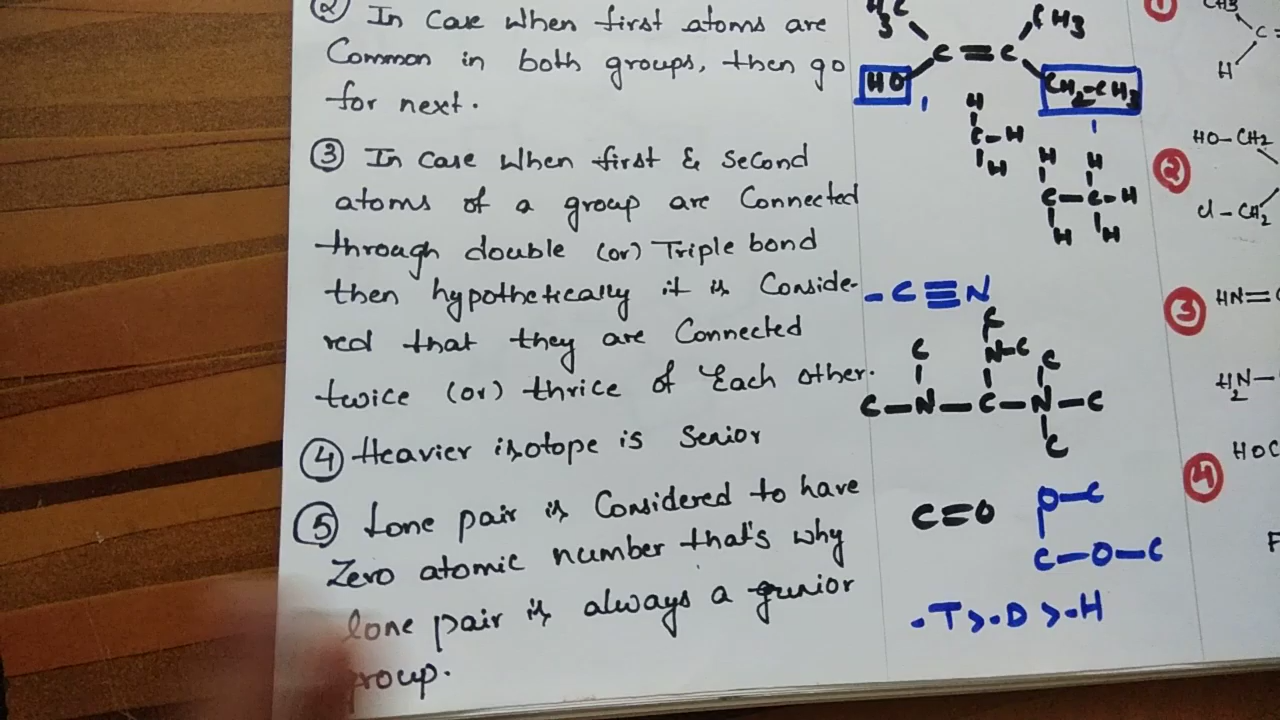 ② In Case when first atoms are
Common in both groups, then go
for next.
③ In Case when first & Second
atoms of a group are Connected
through double (or) Triple bond
then hypothetically it is Conside-
red that they are Connected
twice (or) thrice of Each other.
④ Heavier isotope is Senior
⑤ Lone pair is Considered to have
Zero atomic number that's why
lone pair is always a junior
group.
H3C CH3
C=C
HO CH2-CH3
H
C-H
H
H H
C-C-H
H H
-C≡N
C
C N-C C
C-N-C-N-C
C
C=O
O-C
C-O-C
.T>.D>.H
①
CH3
C=
H
②
HO-CH2
Cl-CH2
③ HN=
H2N-
④
HOC
F